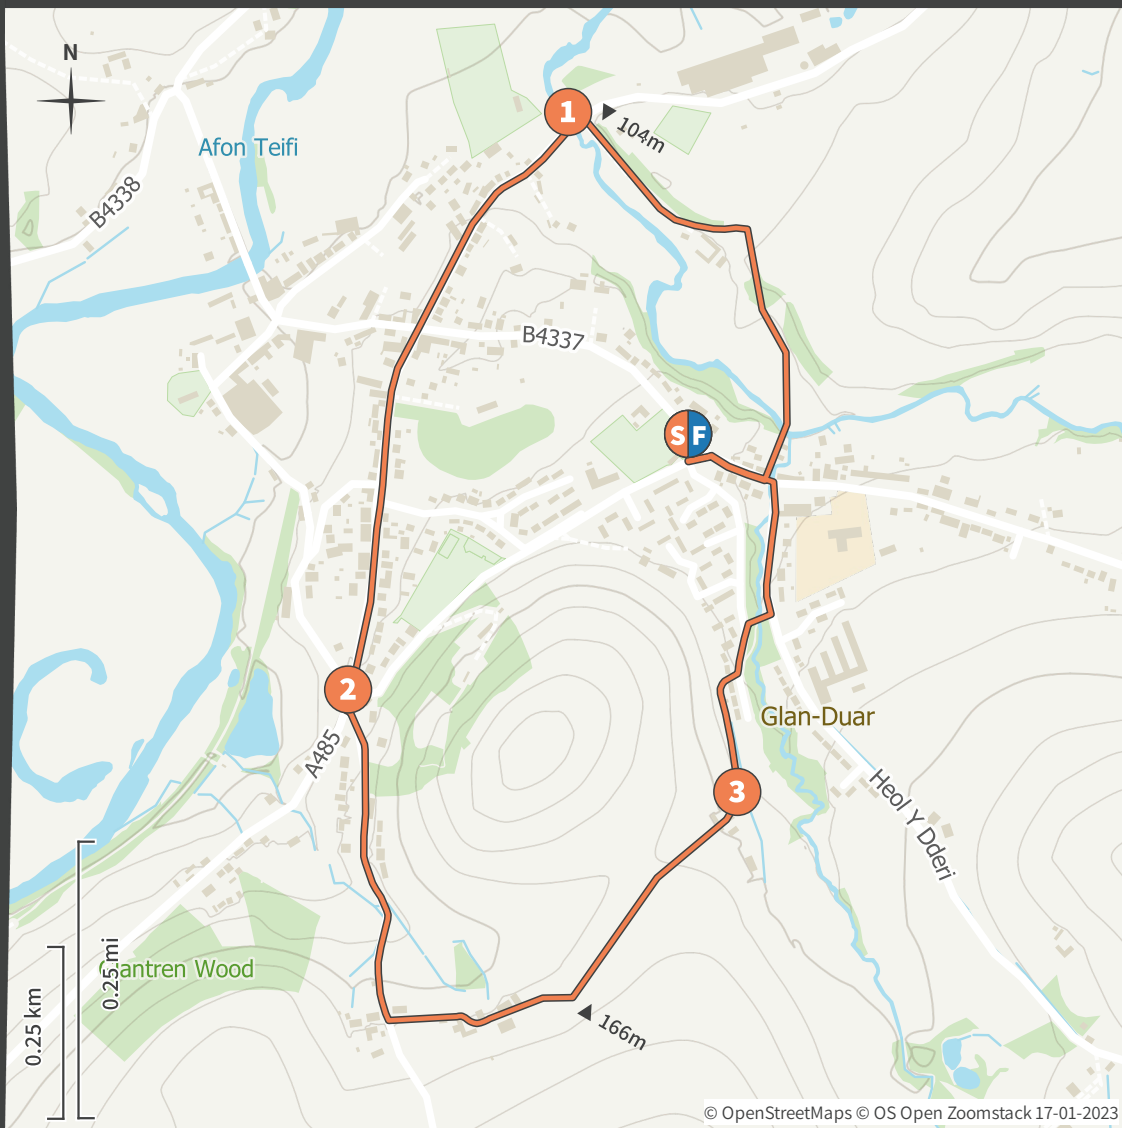 N
1
104m
Afon Teifi
B4338
B4337
S F
2
A485
Glan-Duar
3
Heol Y Dderi
Coantren Wood
0.25 mi
0.25 km
166m
© OpenStreetMaps © OS Open Zoomstack 17-01-2023